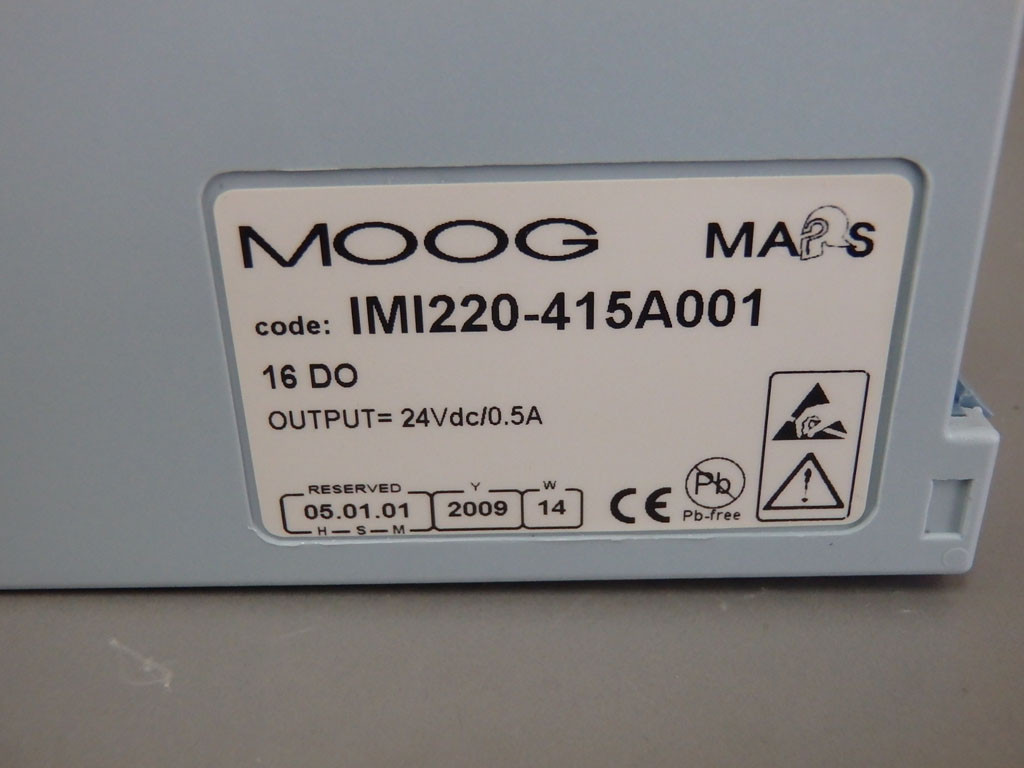 MOOG MAPS
code: IMI220-415A001
16 DO
OUTPUT= 24Vdc/0.5A
RESERVED Y W
05.01.01 2009 14
H — S — M
CE Pb Pb-free